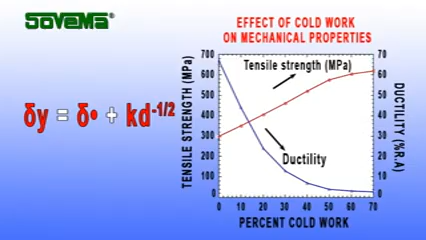 SOVEMA®
EFFECT OF COLD WORK
ON MECHANICAL PROPERTIES
δy = δ• + kd-1/2
TENSILE STRENGTH (MPa)
700
600
500
400
300
200
100
0
Tensile strength (MPa)
Ductility
70
60
50
40
30
20
10
0
DUCTILITY (%R.A)
0 10 20 30 40 50 60 70
PERCENT COLD WORK